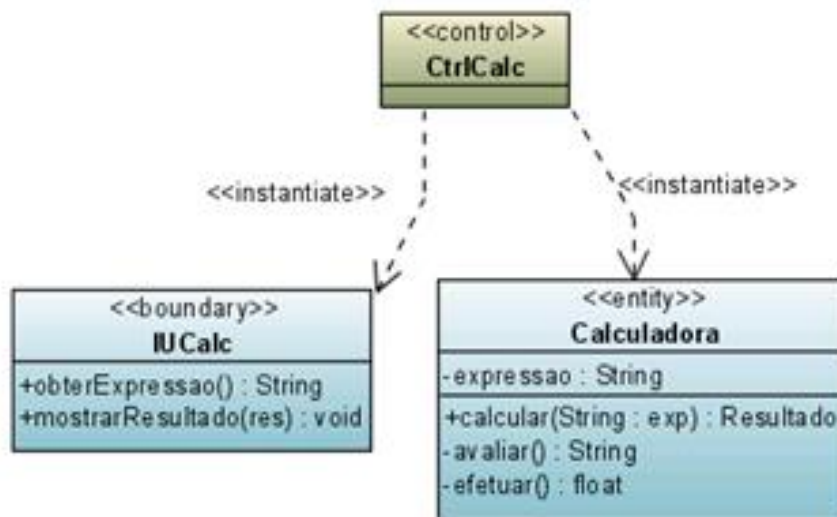 <<control>>
CtrlCalc
<<instantiate>>
<<instantiate>>
<<boundary>>
IUCalc
+obterExpressao() : String
+mostrarResultado(res) : void
<<entity>>
Calculadora
-expressao : String
+calcular(String : exp) : Resultado
-avaliar() : String
-efetuar() : float